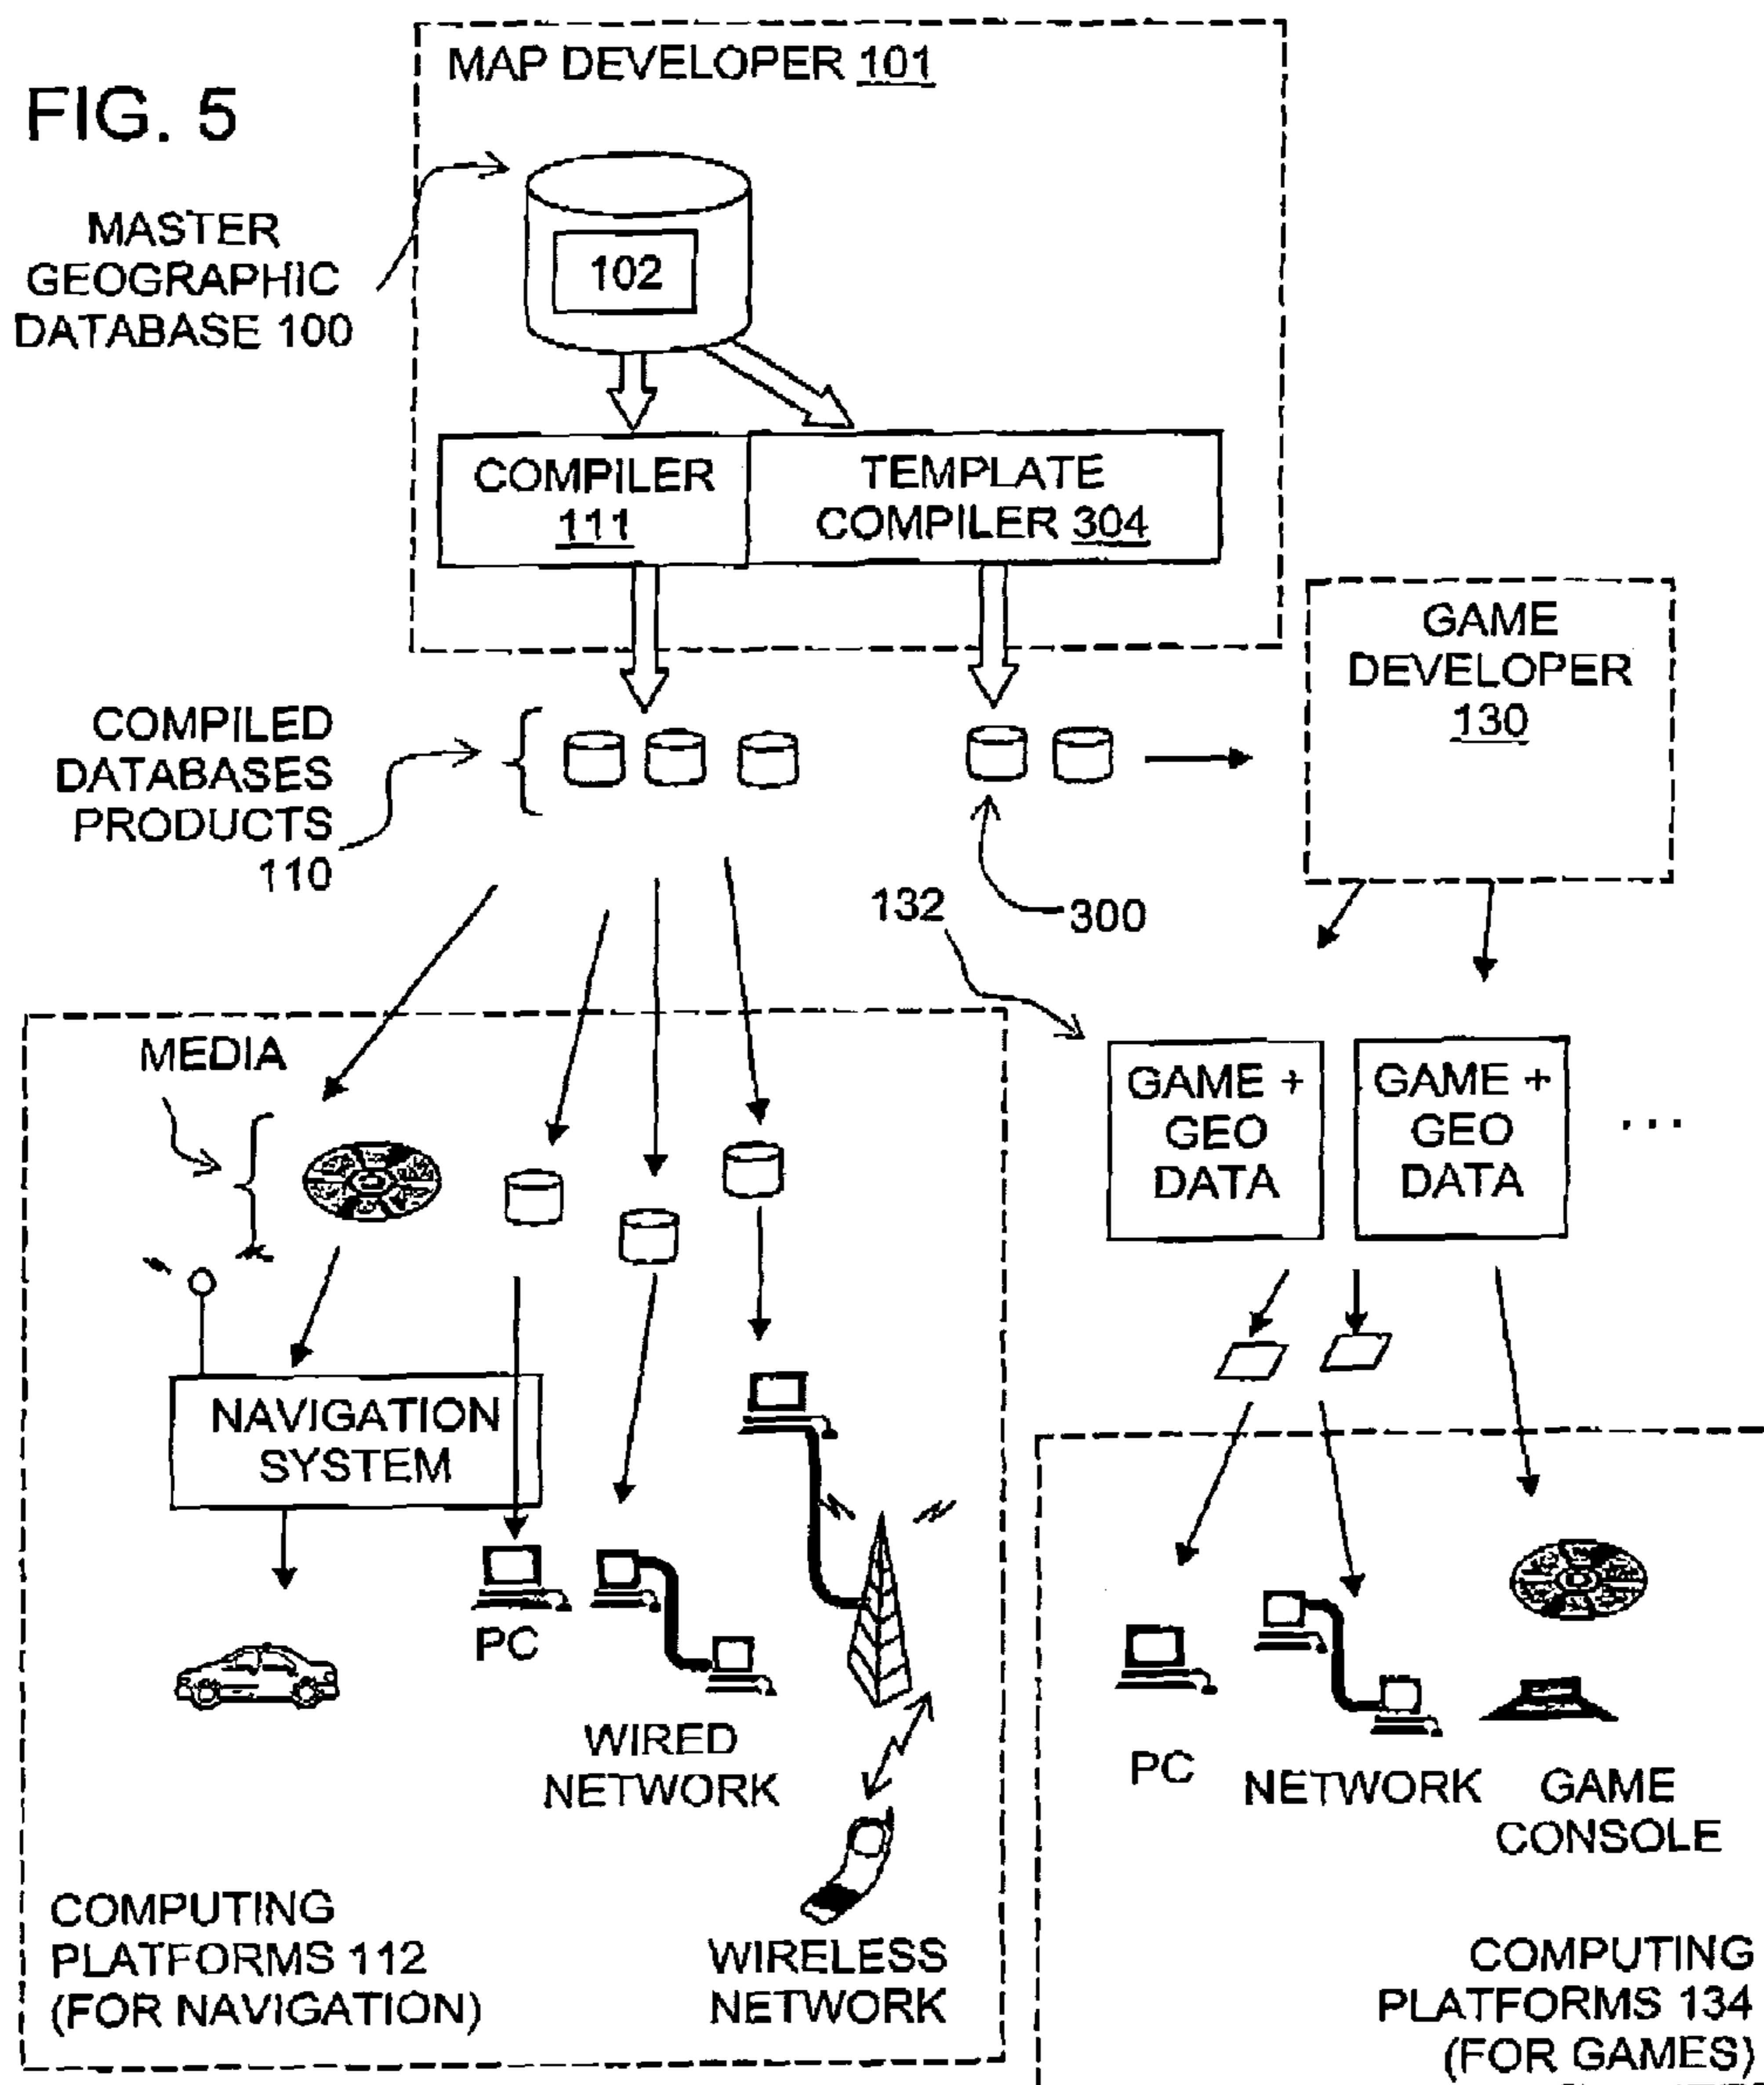 FIG. 5
MAP DEVELOPER 101
MASTER
GEOGRAPHIC
DATABASE 100
102
COMPILER
111
TEMPLATE
COMPILER 304
GAME
DEVELOPER
130
COMPILED
DATABASES
PRODUCTS
110
300
132
MEDIA
GAME +
GEO
DATA
GAME +
GEO
DATA
...
NAVIGATION
SYSTEM
PC
WIRED
NETWORK
WIRELESS
NETWORK
COMPUTING
PLATFORMS 112
(FOR NAVIGATION)
PC
NETWORK
GAME
CONSOLE
COMPUTING
PLATFORMS 134
(FOR GAMES)